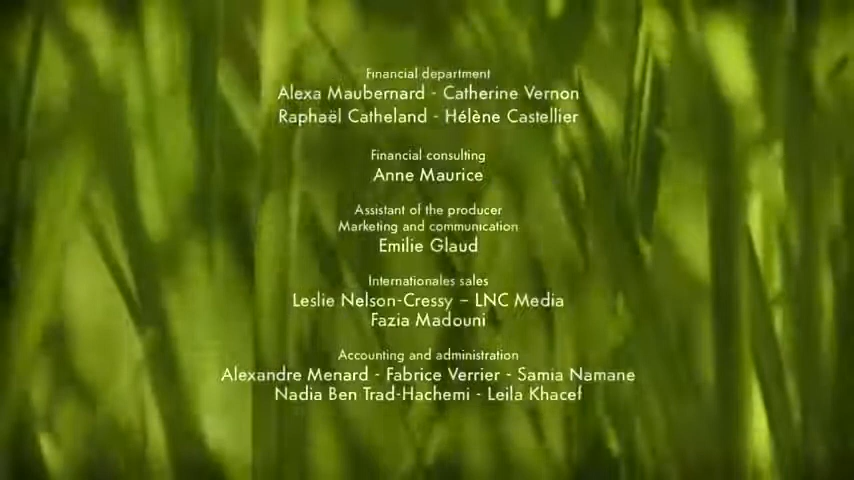 Financial department
Alexa Maubernard - Catherine Vernon
Raphaël Catheland - Hélène Castellier
Financial consulting
Anne Maurice
Assistant of the producer
Marketing and communication
Emilie Glaud
Internationales sales
Leslie Nelson-Cressy – LNC Media
Fazia Madouni
Accounting and administration
Alexandre Menard - Fabrice Verrier - Samia Namane
Nadia Ben Trad-Hachemi - Leila Khacef